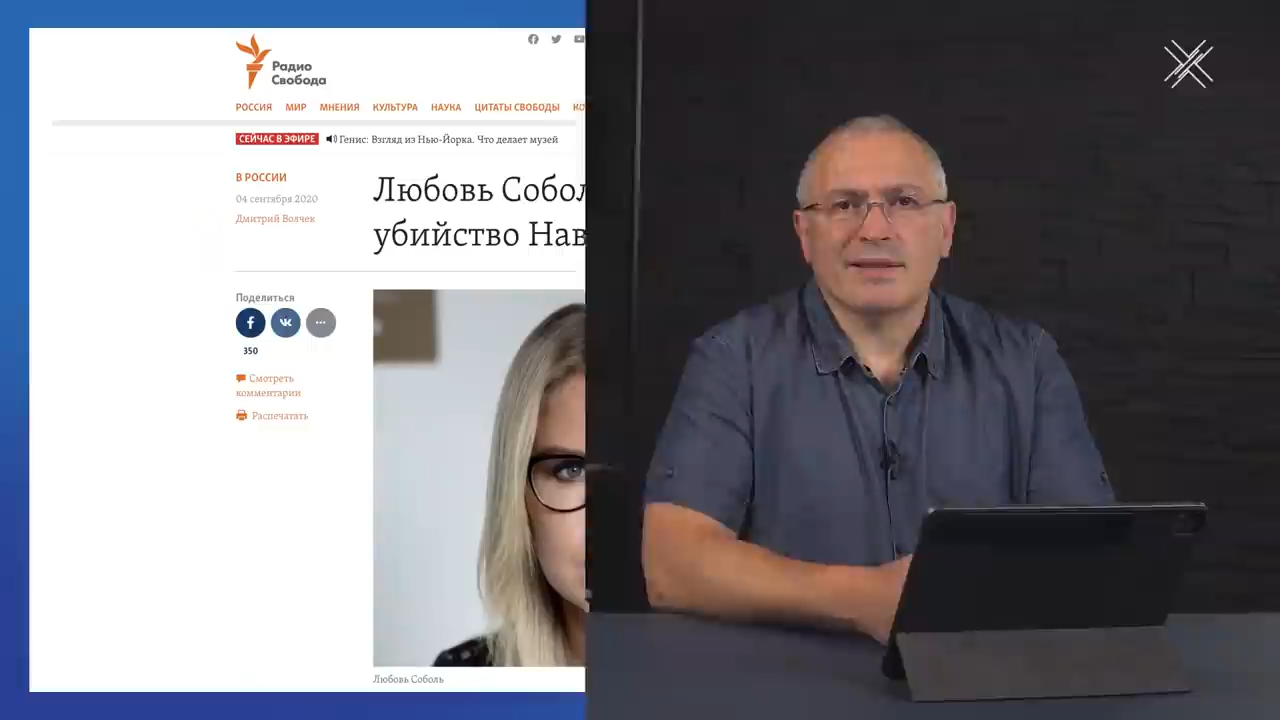 Радио
Свобода
РОССИЯ МИР МНЕНИЯ КУЛЬТУРА НАУКА ЦИТАТЫ СВОБОДЫ
СЕЙЧАС В ЭФИРЕ Генис: Взгляд из Нью-Йорка. Что делает музей
В РОССИИ
04 сентября 2020
Дмитрий Волчек
Любовь Собол
убийство Нав
Поделиться
350
Смотреть
комментарии
Распечатать
Любовь Соболь